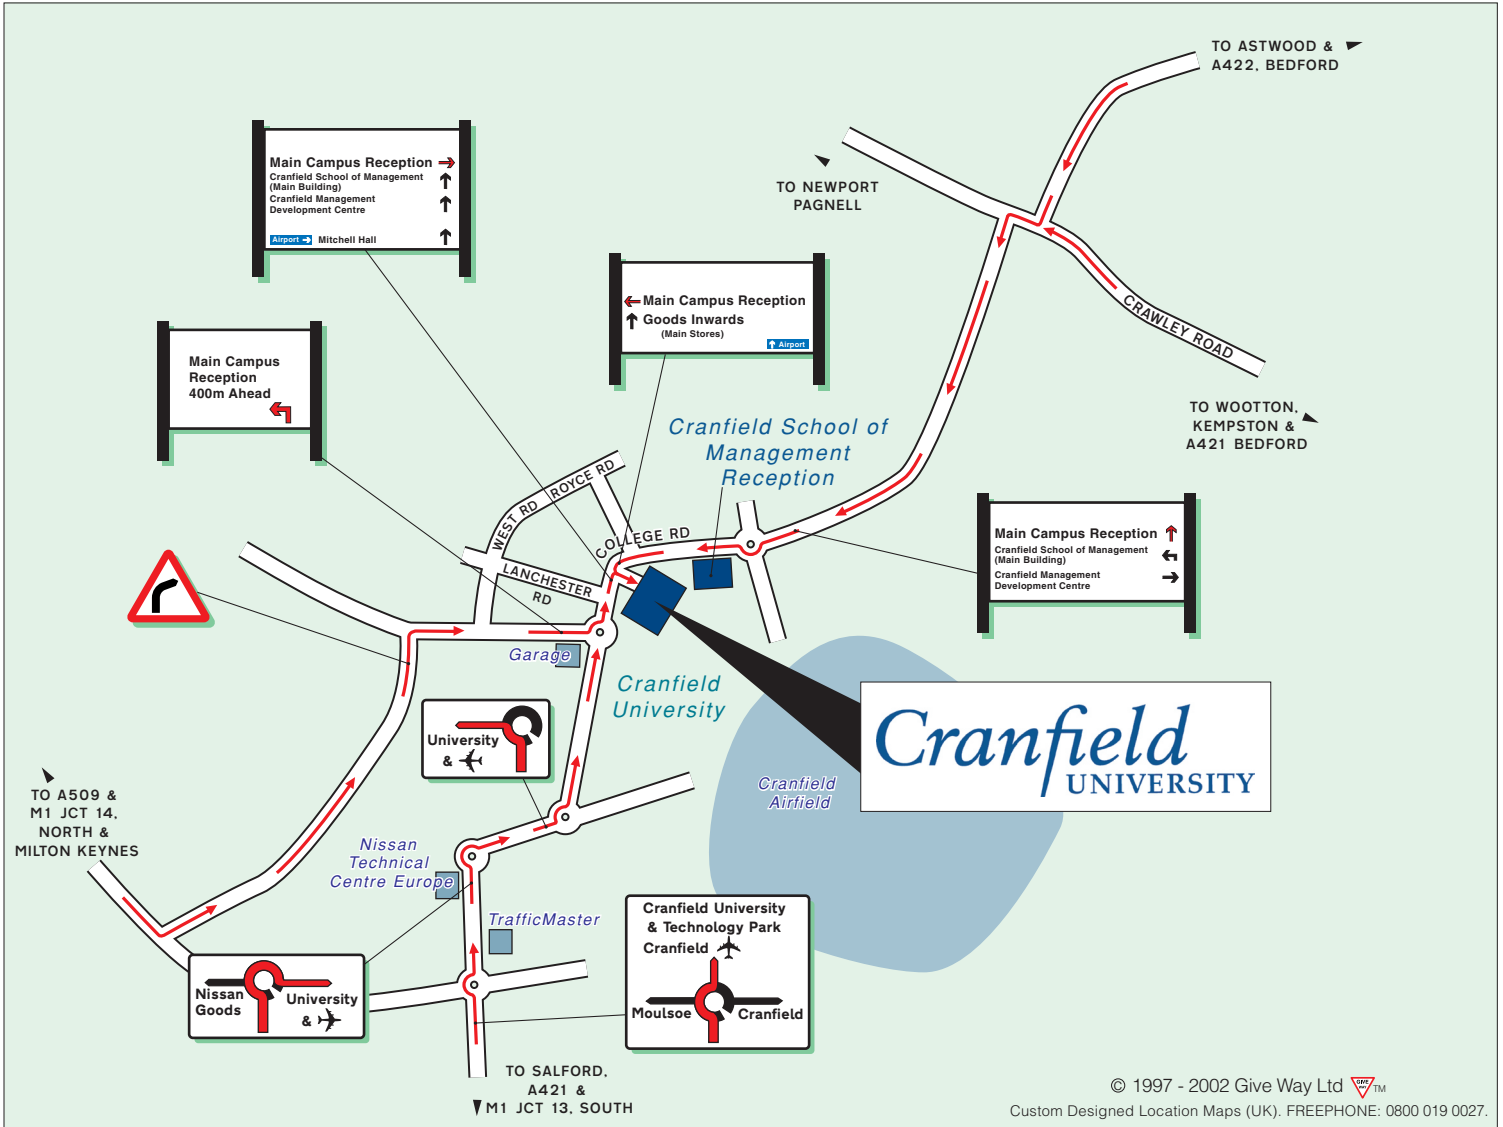 TO ASTWOOD &
A422, BEDFORD
TO NEWPORT
PAGNELL
Main Campus Reception
Cranfield School of Management
(Main Building)
Cranfield Management
Development Centre
Airport
Mitchell Hall
Main Campus Reception
Goods Inwards
(Main Stores)
Airport
CRAWLEY ROAD
Main Campus
Reception
400m Ahead
TO WOOTTON,
KEMPSTON &
A421 BEDFORD
Cranfield School of
Management
Reception
WEST RD
ROYCE RD
COLLEGE RD
LANCHESTER
RD
Main Campus Reception
Cranfield School of Management
(Main Building)
Cranfield Management
Development Centre
Garage
Cranfield
University
University
&
Cranfield
UNIVERSITY
Cranfield
Airfield
TO A509 &
M1 JCT 14,
NORTH &
MILTON KEYNES
Nissan
Technical
Centre Europe
TrafficMaster
Cranfield University
& Technology Park
Cranfield
Moulsoe
Cranfield
Nissan
Goods
University
&
TO SALFORD,
A421 &
M1 JCT 13, SOUTH
© 1997 - 2002 Give Way Ltd GIVE WAY TM
Custom Designed Location Maps (UK). FREEPHONE: 0800 019 0027.